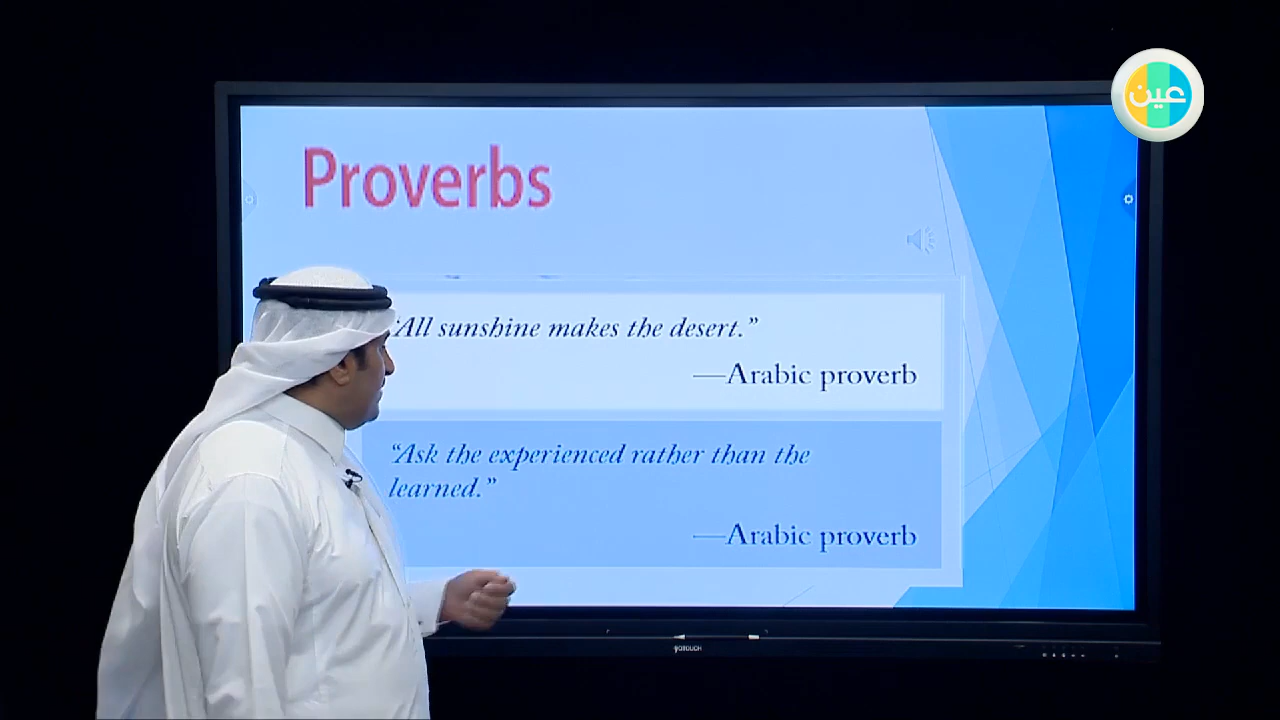 عين
Proverbs
“All sunshine makes the desert.”
—Arabic proverb
“Ask the experienced rather than the
learned.”
—Arabic proverb